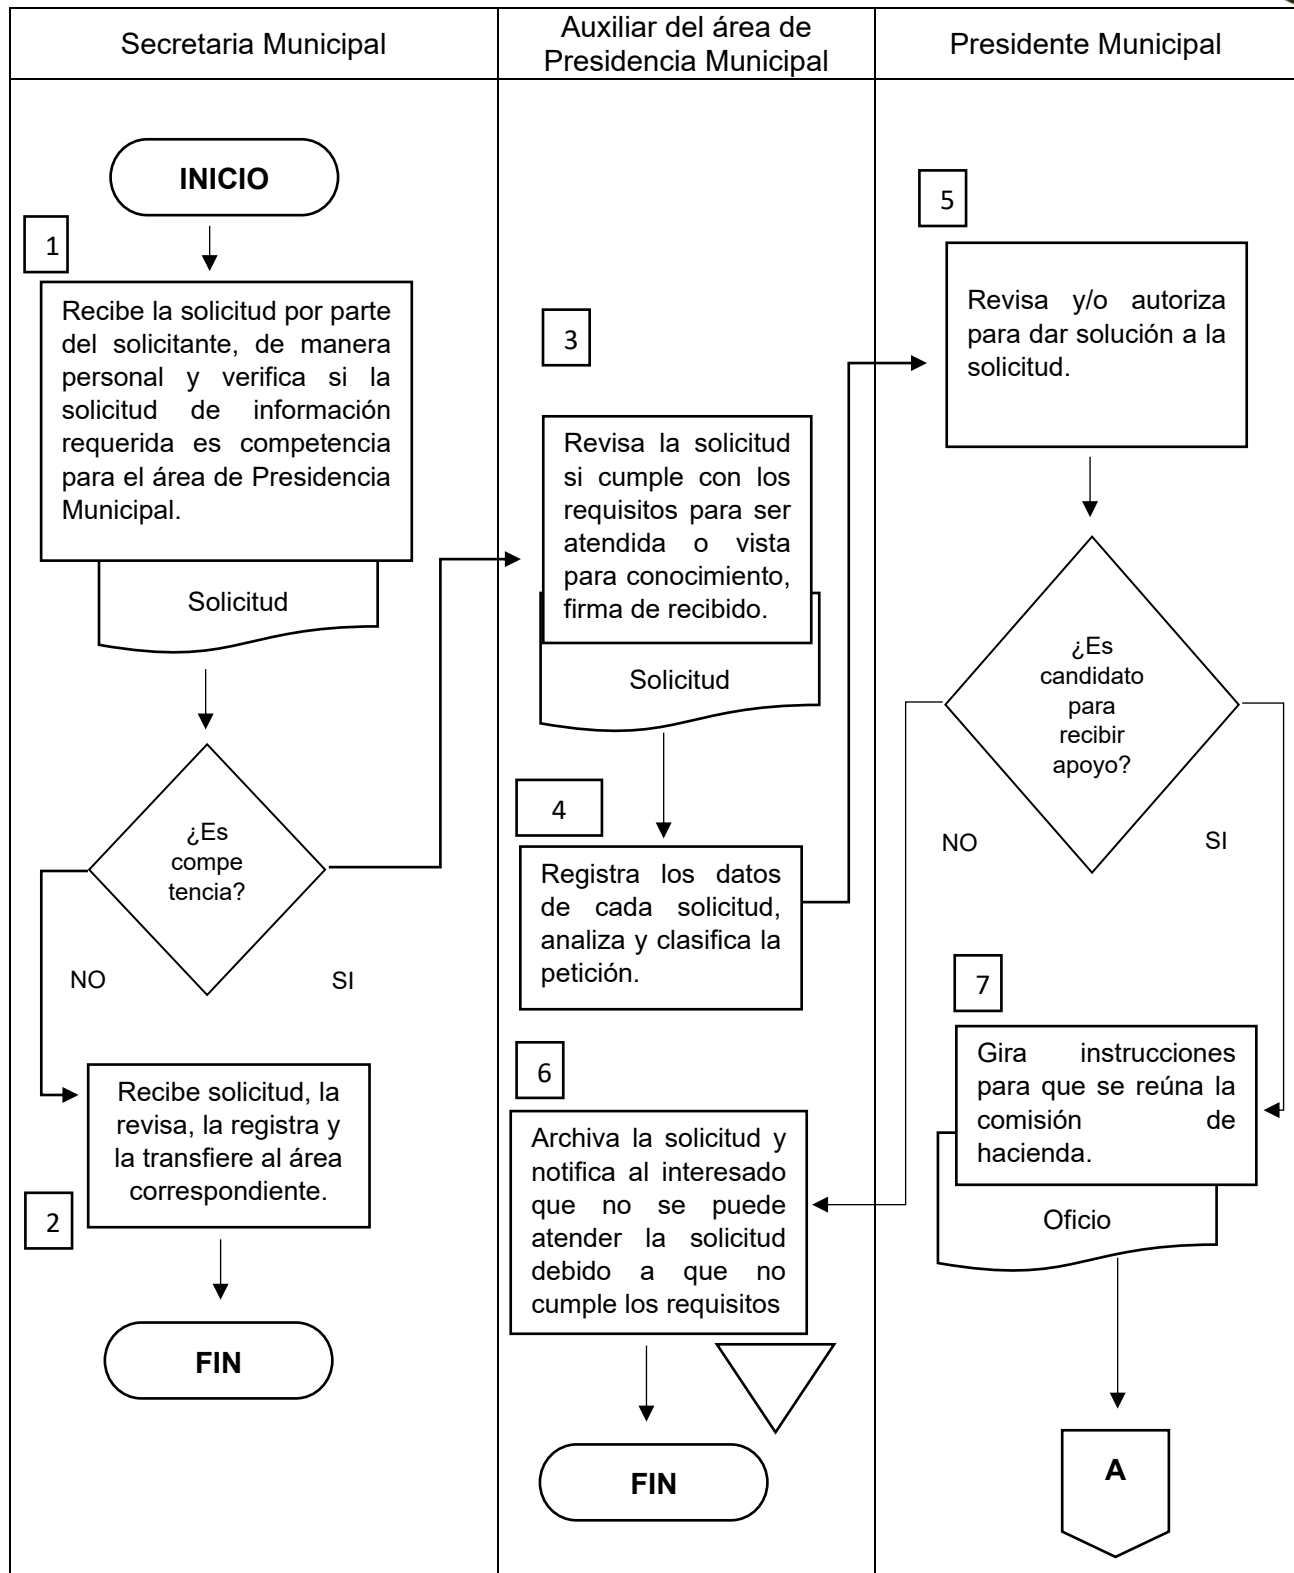 Secretaria Municipal
Auxiliar del área de
Presidencia Municipal
Presidente Municipal
INICIO
1
Recibe la solicitud por parte
del solicitante, de manera
personal y verifica si la
solicitud de información
requerida es competencia
para el área de Presidencia
Municipal.
Solicitud
¿Es
compe
tencia?
NO
SI
Recibe solicitud, la
revisa, la registra y
la transfiere al área
correspondiente.
2
FIN
3
Revisa la solicitud
si cumple con los
requisitos para ser
atendida o vista
para conocimiento,
firma de recibido.
Solicitud
4
Registra los datos
de cada solicitud,
analiza y clasifica la
petición.
6
Archiva la solicitud y
notifica al interesado
que no se puede
atender la solicitud
debido a que no
cumple los requisitos
FIN
5
Revisa y/o autoriza
para dar solución a la
solicitud.
¿Es
candidato
para
recibir
apoyo?
NO
SI
7
Gira instrucciones
para que se reúna la
comisión de
hacienda.
Oficio
A